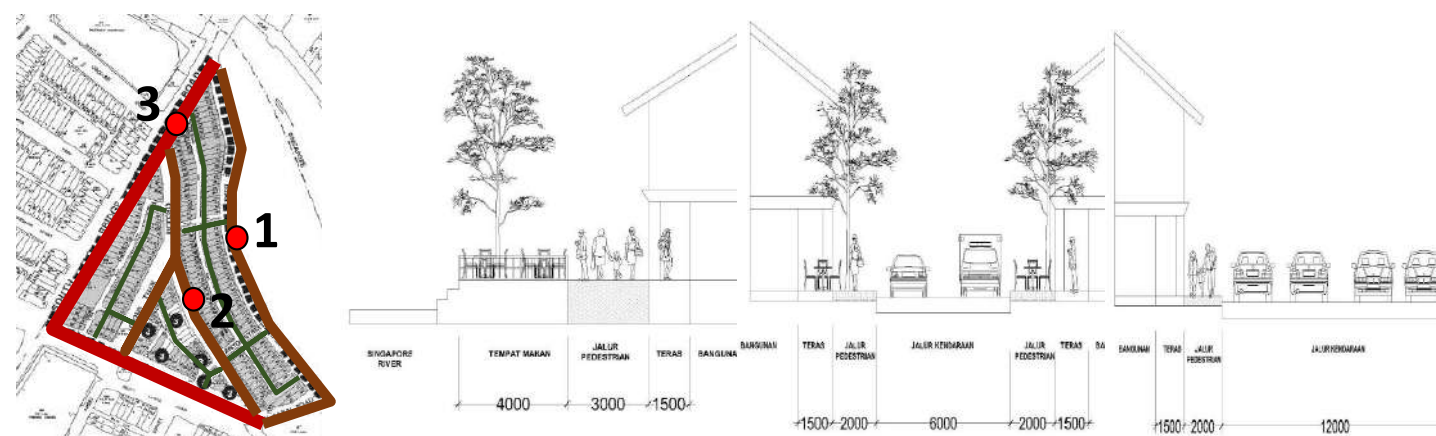 3
1
2
SINGAPORE
RIVER
TEMPAT MAKAN
JALUR
PEDESTRIAN
TERAS
BANGUNA
4000
3000
1500
BANGUNAN
TERAS
JALUR
PEDESTRIAN
JALUR KENDARAAN
JALUR
PEDESTRIAN
TERAS
BA
1500
2000
6000
2000
1500
BANGUNAN
TERAS
JALUR
PEDESTRIAN
JALUR KENDARAAN
1500
2000
12000